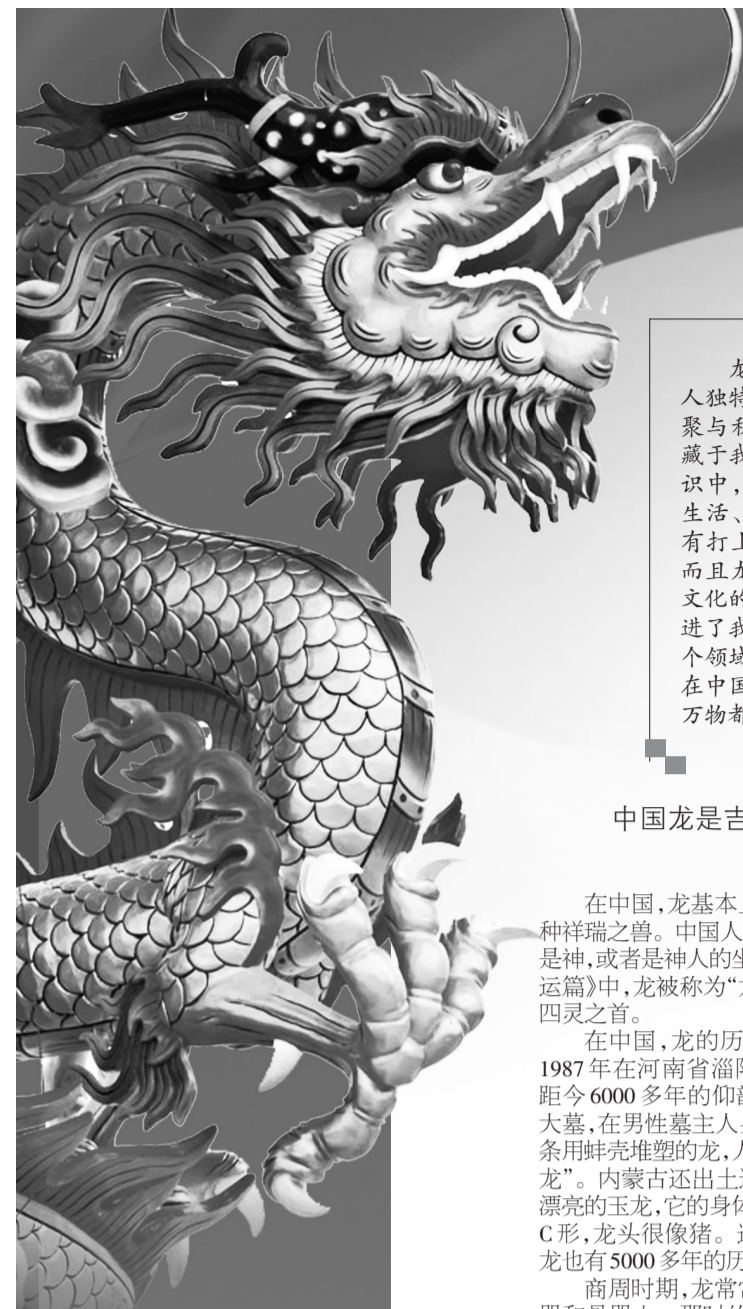 人独特
聚与
藏于我
识中，
生活、
有打上
而且龙
文化的
进了我
个领域
在中国
万物都
中国龙是吉
在中国，龙基本
种祥瑞之兽。中国人
是神，或者是神人的坐
运篇》中，龙被称为“
四灵之首。
在中国，龙的历
1987年在河南省淄阳
距今6000多年的仰韶
大墓，在男性墓主人
条用蚌壳堆塑的龙，
龙”。内蒙古还出土
漂亮的玉龙，它的身体
C形，龙头很像猪。
龙也有5000多年的历
商周时期，龙常